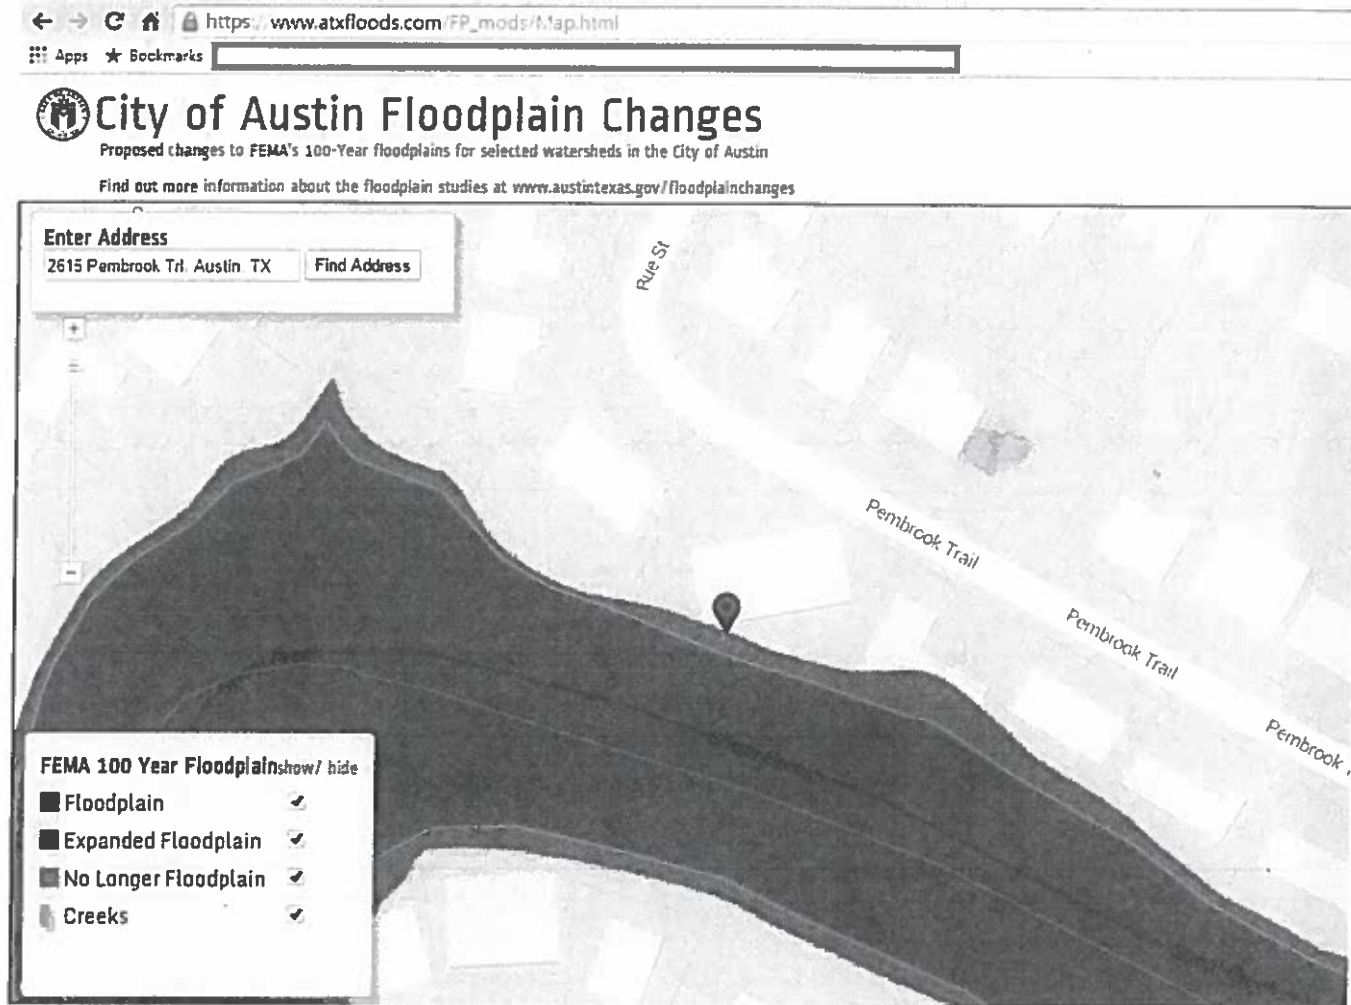 https://www.atxfloods.com/FP_mods/Map.html
Apps ★ Bookmarks
City of Austin Floodplain Changes
Proposed changes to FEMA's 100-Year floodplains for selected watersheds in the City of Austin
Find out more information about the floodplain studies at www.austintexas.gov/floodplainchanges
Enter Address
2615 Pembrook Trl, Austin, TX
Find Address
+
Rue St
Pembrook Trail
−
Pembrook Trail
Pembrook
FEMA 100 Year Floodplain show/ hide
Floodplain
Expanded Floodplain
No Longer Floodplain
Creeks